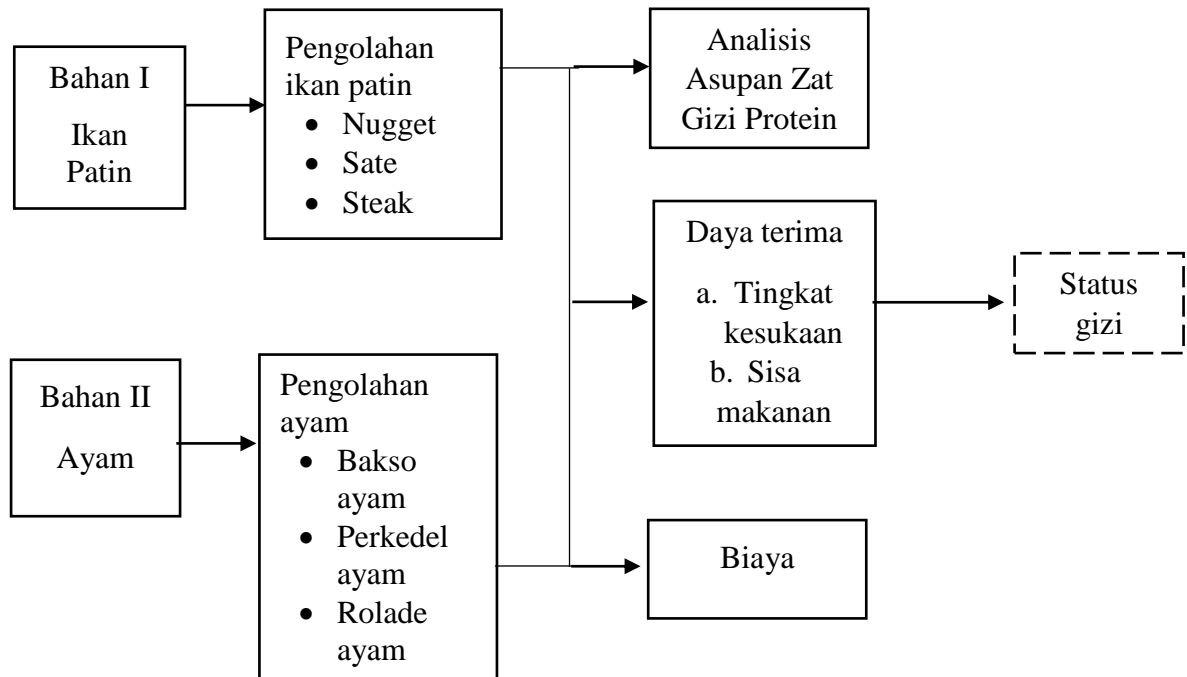 Bahan I
Ikan
Patin
Pengolahan
ikan patin
• Nugget
• Sate
• Steak
Analisis
Asupan Zat
Gizi Protein
Daya terima
a. Tingkat
kesukaan
b. Sisa
makanan
Status
gizi
Bahan II
Ayam
Pengolahan
ayam
• Bakso
ayam
• Perkedel
ayam
• Rolade
ayam
Biaya